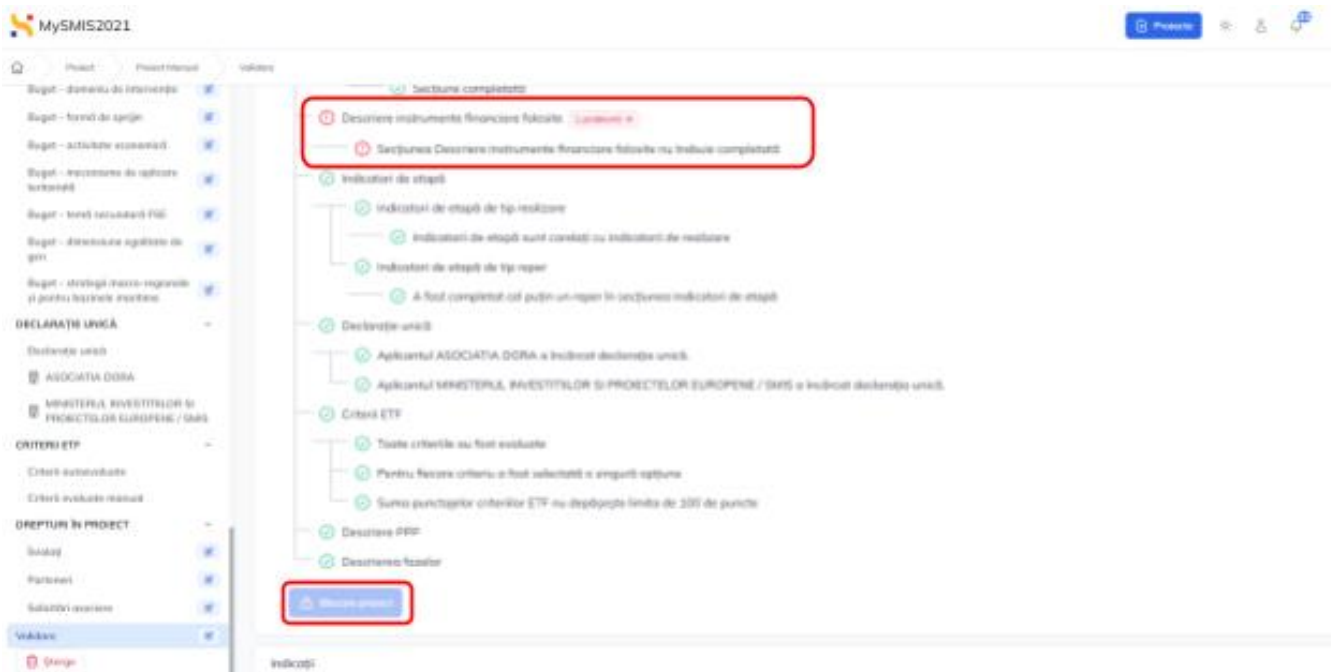 MySMIS2021
Proiecte
Proiect
Validare
Buget - domeniu de intervenție
Secțiune completată
Buget - formă de sprijin
Descriere instrumente financiare folosite
Buget - activitate economică
Secțiunea Descriere instrumente financiare folosite nu trebuie completată
Buget - mecanisme de aplicare
teritorială
Indicatori de etapă
Buget - temă secundară FSE
Indicatori de etapă de tip realizare
Buget - dimensiune egalitate de
gen
Indicatori de etapă sunt corelați cu indicatorii de realizare
Indicatori de etapă de tip reper
Buget - strategii macro-regionale
și pentru bazinele maritime
A fost completat cel puțin un reper în secțiunea indicatori de etapă
DECLARAȚIE UNICĂ
Declarație unică
Declarație unică
Aplicantul ASOCIATIA DORA a încărcat declarația unică.
ASOCIATIA DORA
Aplicantul MINISTERUL INVESTITIILOR SI PROIECTELOR EUROPENE / SMIS a încărcat declarația unică.
MINISTERUL INVESTITIILOR SI
PROIECTELOR EUROPENE / SMIS
Criterii ETF
CRITERII ETF
Toate criteriile au fost evaluate
Criterii autoevaluate
Pentru fiecare criteriu a fost selectată o singură opțiune
Criterii evaluate manual
Suma punctajelor criteriilor ETF nu depășește limita de 100 de puncte
DREPTURI ÎN PROIECT
Descriere PPP
Invitați
Descrierea fazelor
Parteneri
Blocare proiect
Solicitări asociere
Validare
Șterge
Indicații